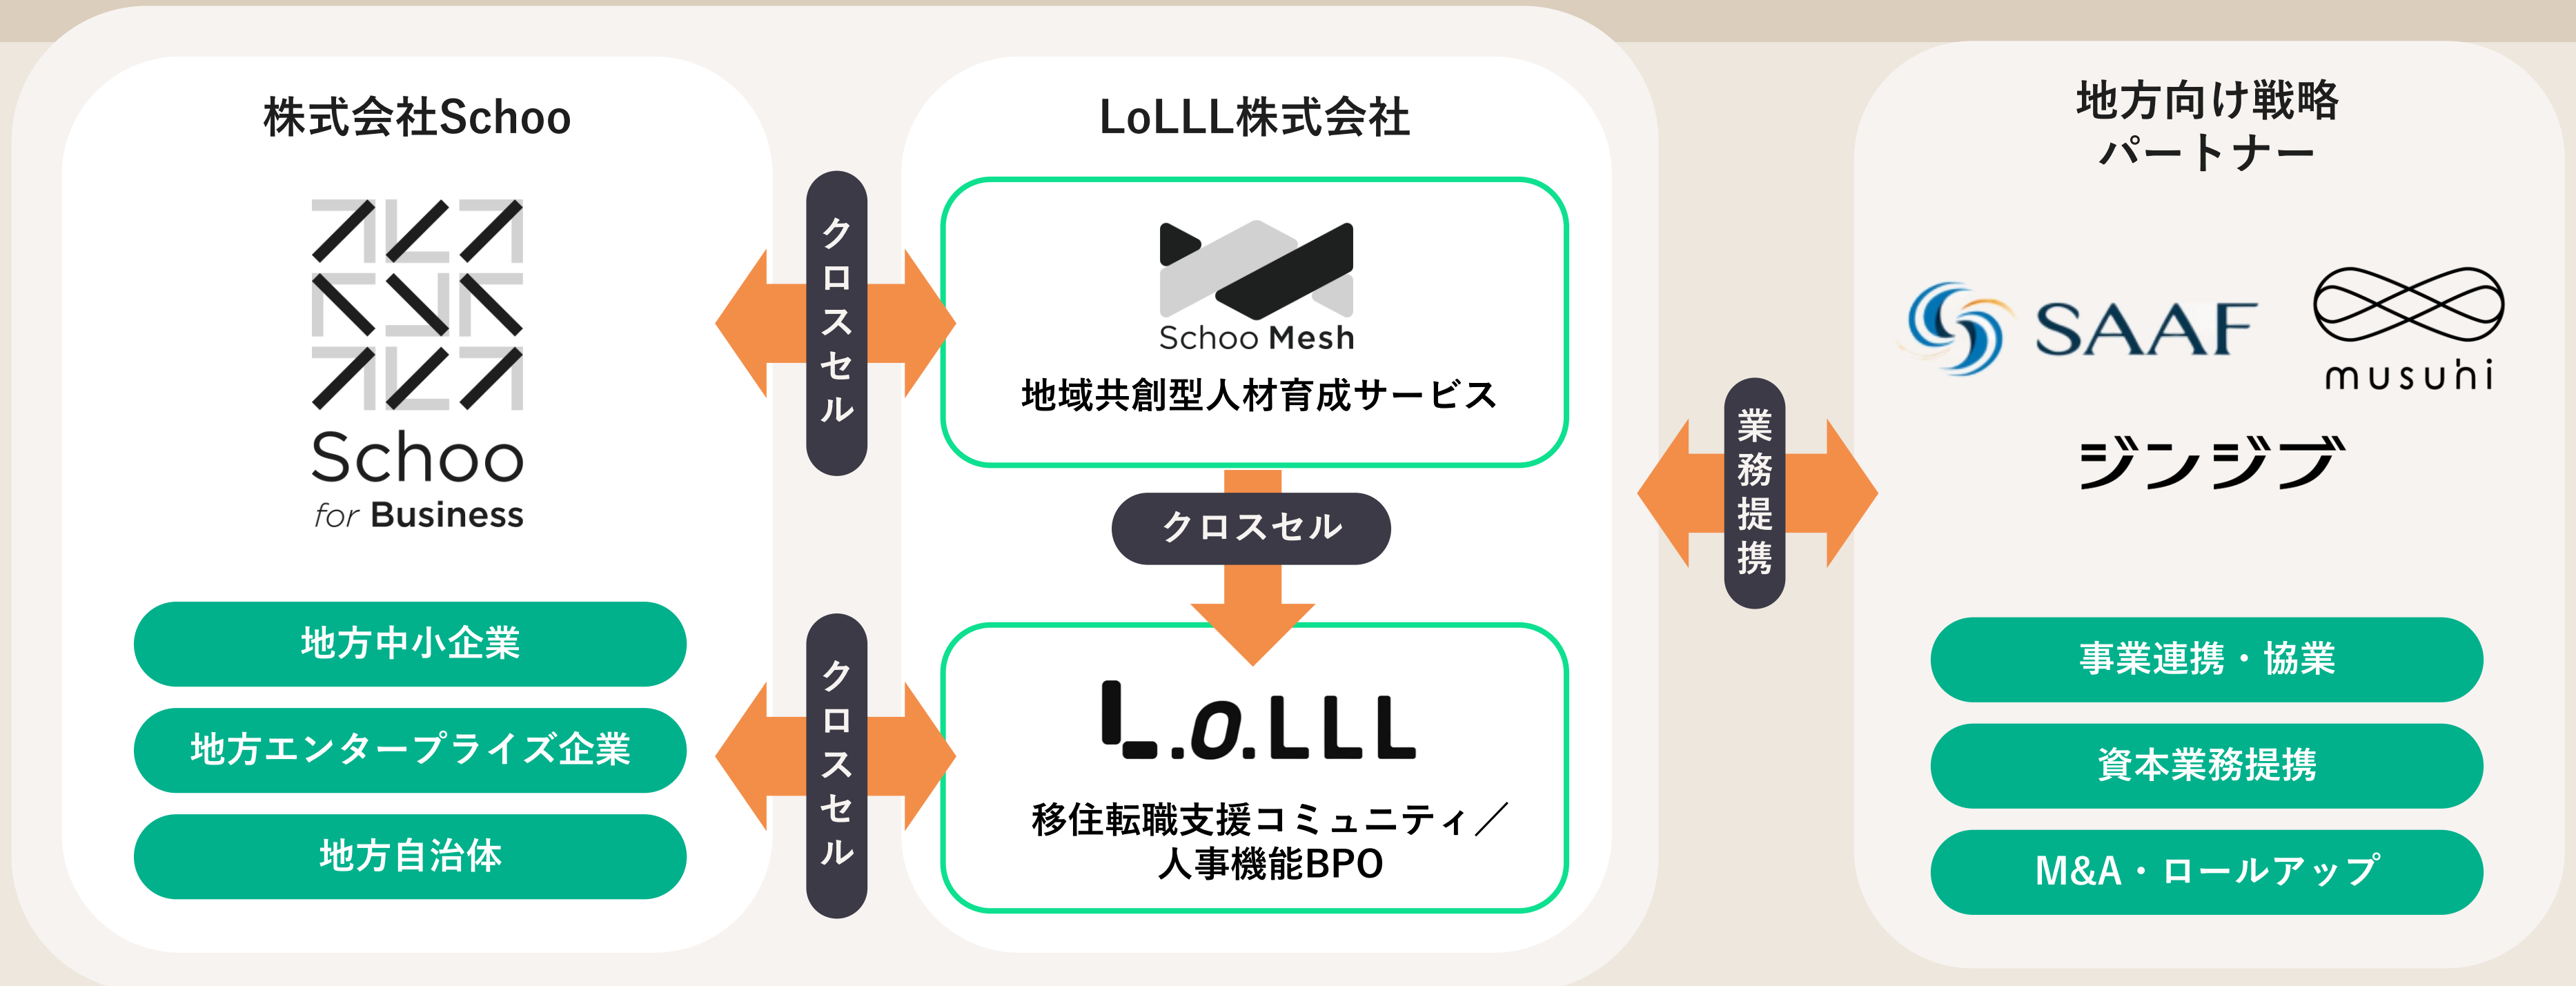 株式会社Schoo
Schoo
for Business
地方中小企業
地方エンタープライズ企業
地方自治体
クロスセル
クロスセル
LoLLL株式会社
Schoo Mesh
地域共創型人材育成サービス
クロスセル
L.o.LLL
移住転職支援コミュニティ／
人事機能BPO
業務提携
地方向け戦略
パートナー
SAAF
musuhi
ジンジブ
事業連携・協業
資本業務提携
M&A・ロールアップ